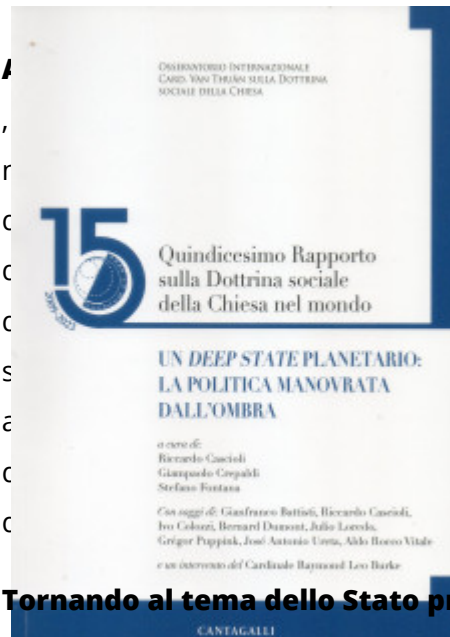 A
,
r
c
c
c
s
a
c
c
OSSERVATORIO INTERNAZIONALE
CARD. VAN THUÂN SULLA DOTTRINA
SOCIALE DELLA CHIESA
15
Quindicesimo Rapporto
sulla Dottrina sociale
della Chiesa nel mondo
UN DEEP STATE PLANETARIO:
LA POLITICA MANOVRATA
DALL'OMBRA
a cura di:
Riccardo Cascioli
Giampaolo Crepaldi
Stefano Fontana
Con saggi di: Gianfranco Battisti, Riccardo Cascioli,
Ivo Colozzi, Bernard Dumont, Julio Loredo,
Grégor Puppink, José Antonio Ureta, Aldo Rocco Vitale
e un intervento del Cardinale Raymond Leo Burke
Tornando al tema dello Stato pr
CANTAGALLI